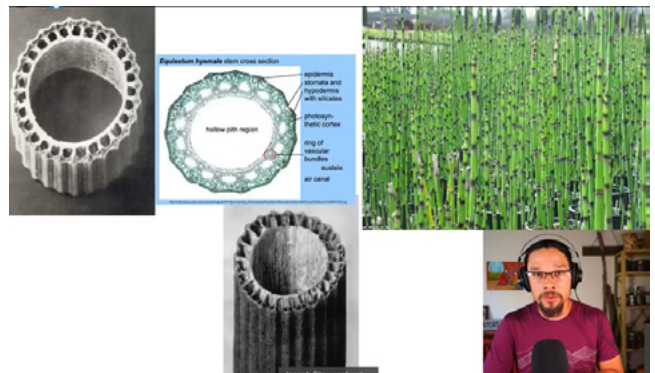 Equisetum hyemale stem cross section
epidermis
stomata and
hypodermis
with silicates
hollow pith region
photosyn-
thetic cortex
ring of
vascular
bundles
eustele
air canal